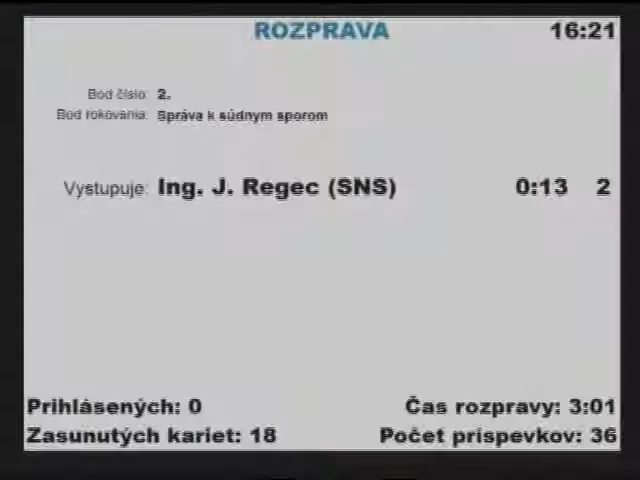 ROZPRAVA 16:21
Bod číslo: 2.
Bod rokovania: Správa k súdnym sporom
Vystupuje: Ing. J. Regec (SNS) 0:13 2
Prihlásených: 0 Čas rozpravy: 3:01
Zasunutých kariet: 18 Počet príspevkov: 36